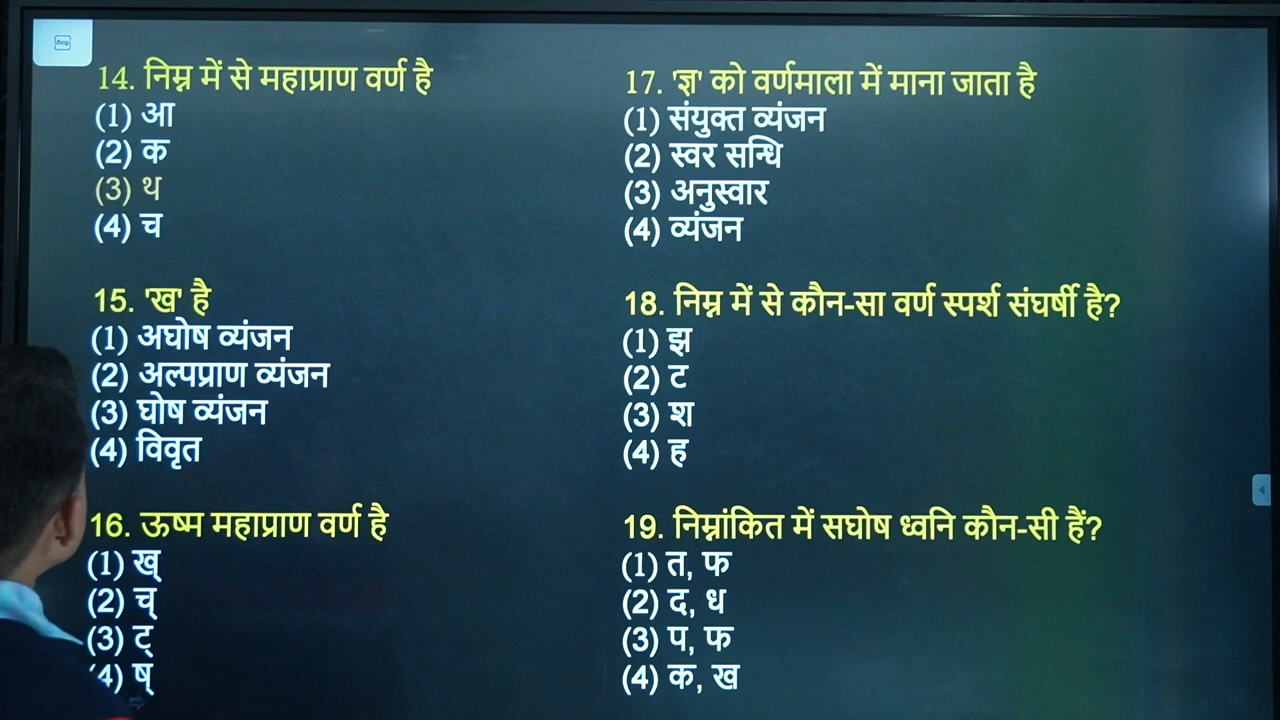 14. निम्न में से महाप्राण वर्ण है
(1) आ
(2) क
(3) थ
(4) च
15. 'ख' है
(1) अघोष व्यंजन
(2) अल्पप्राण व्यंजन
(3) घोष व्यंजन
(4) विवृत
16. ऊष्म महाप्राण वर्ण है
(1) ख्
(2) च्
(3) ट्
(4) ष्
17. 'ज्ञ' को वर्णमाला में माना जाता है
(1) संयुक्त व्यंजन
(2) स्वर सन्धि
(3) अनुस्वार
(4) व्यंजन
18. निम्न में से कौन-सा वर्ण स्पर्श संघर्षी है?
(1) झ
(2) ट
(3) श
(4) ह
19. निम्नांकित में सघोष ध्वनि कौन-सी हैं?
(1) त, फ
(2) द, ध
(3) प, फ
(4) क, ख